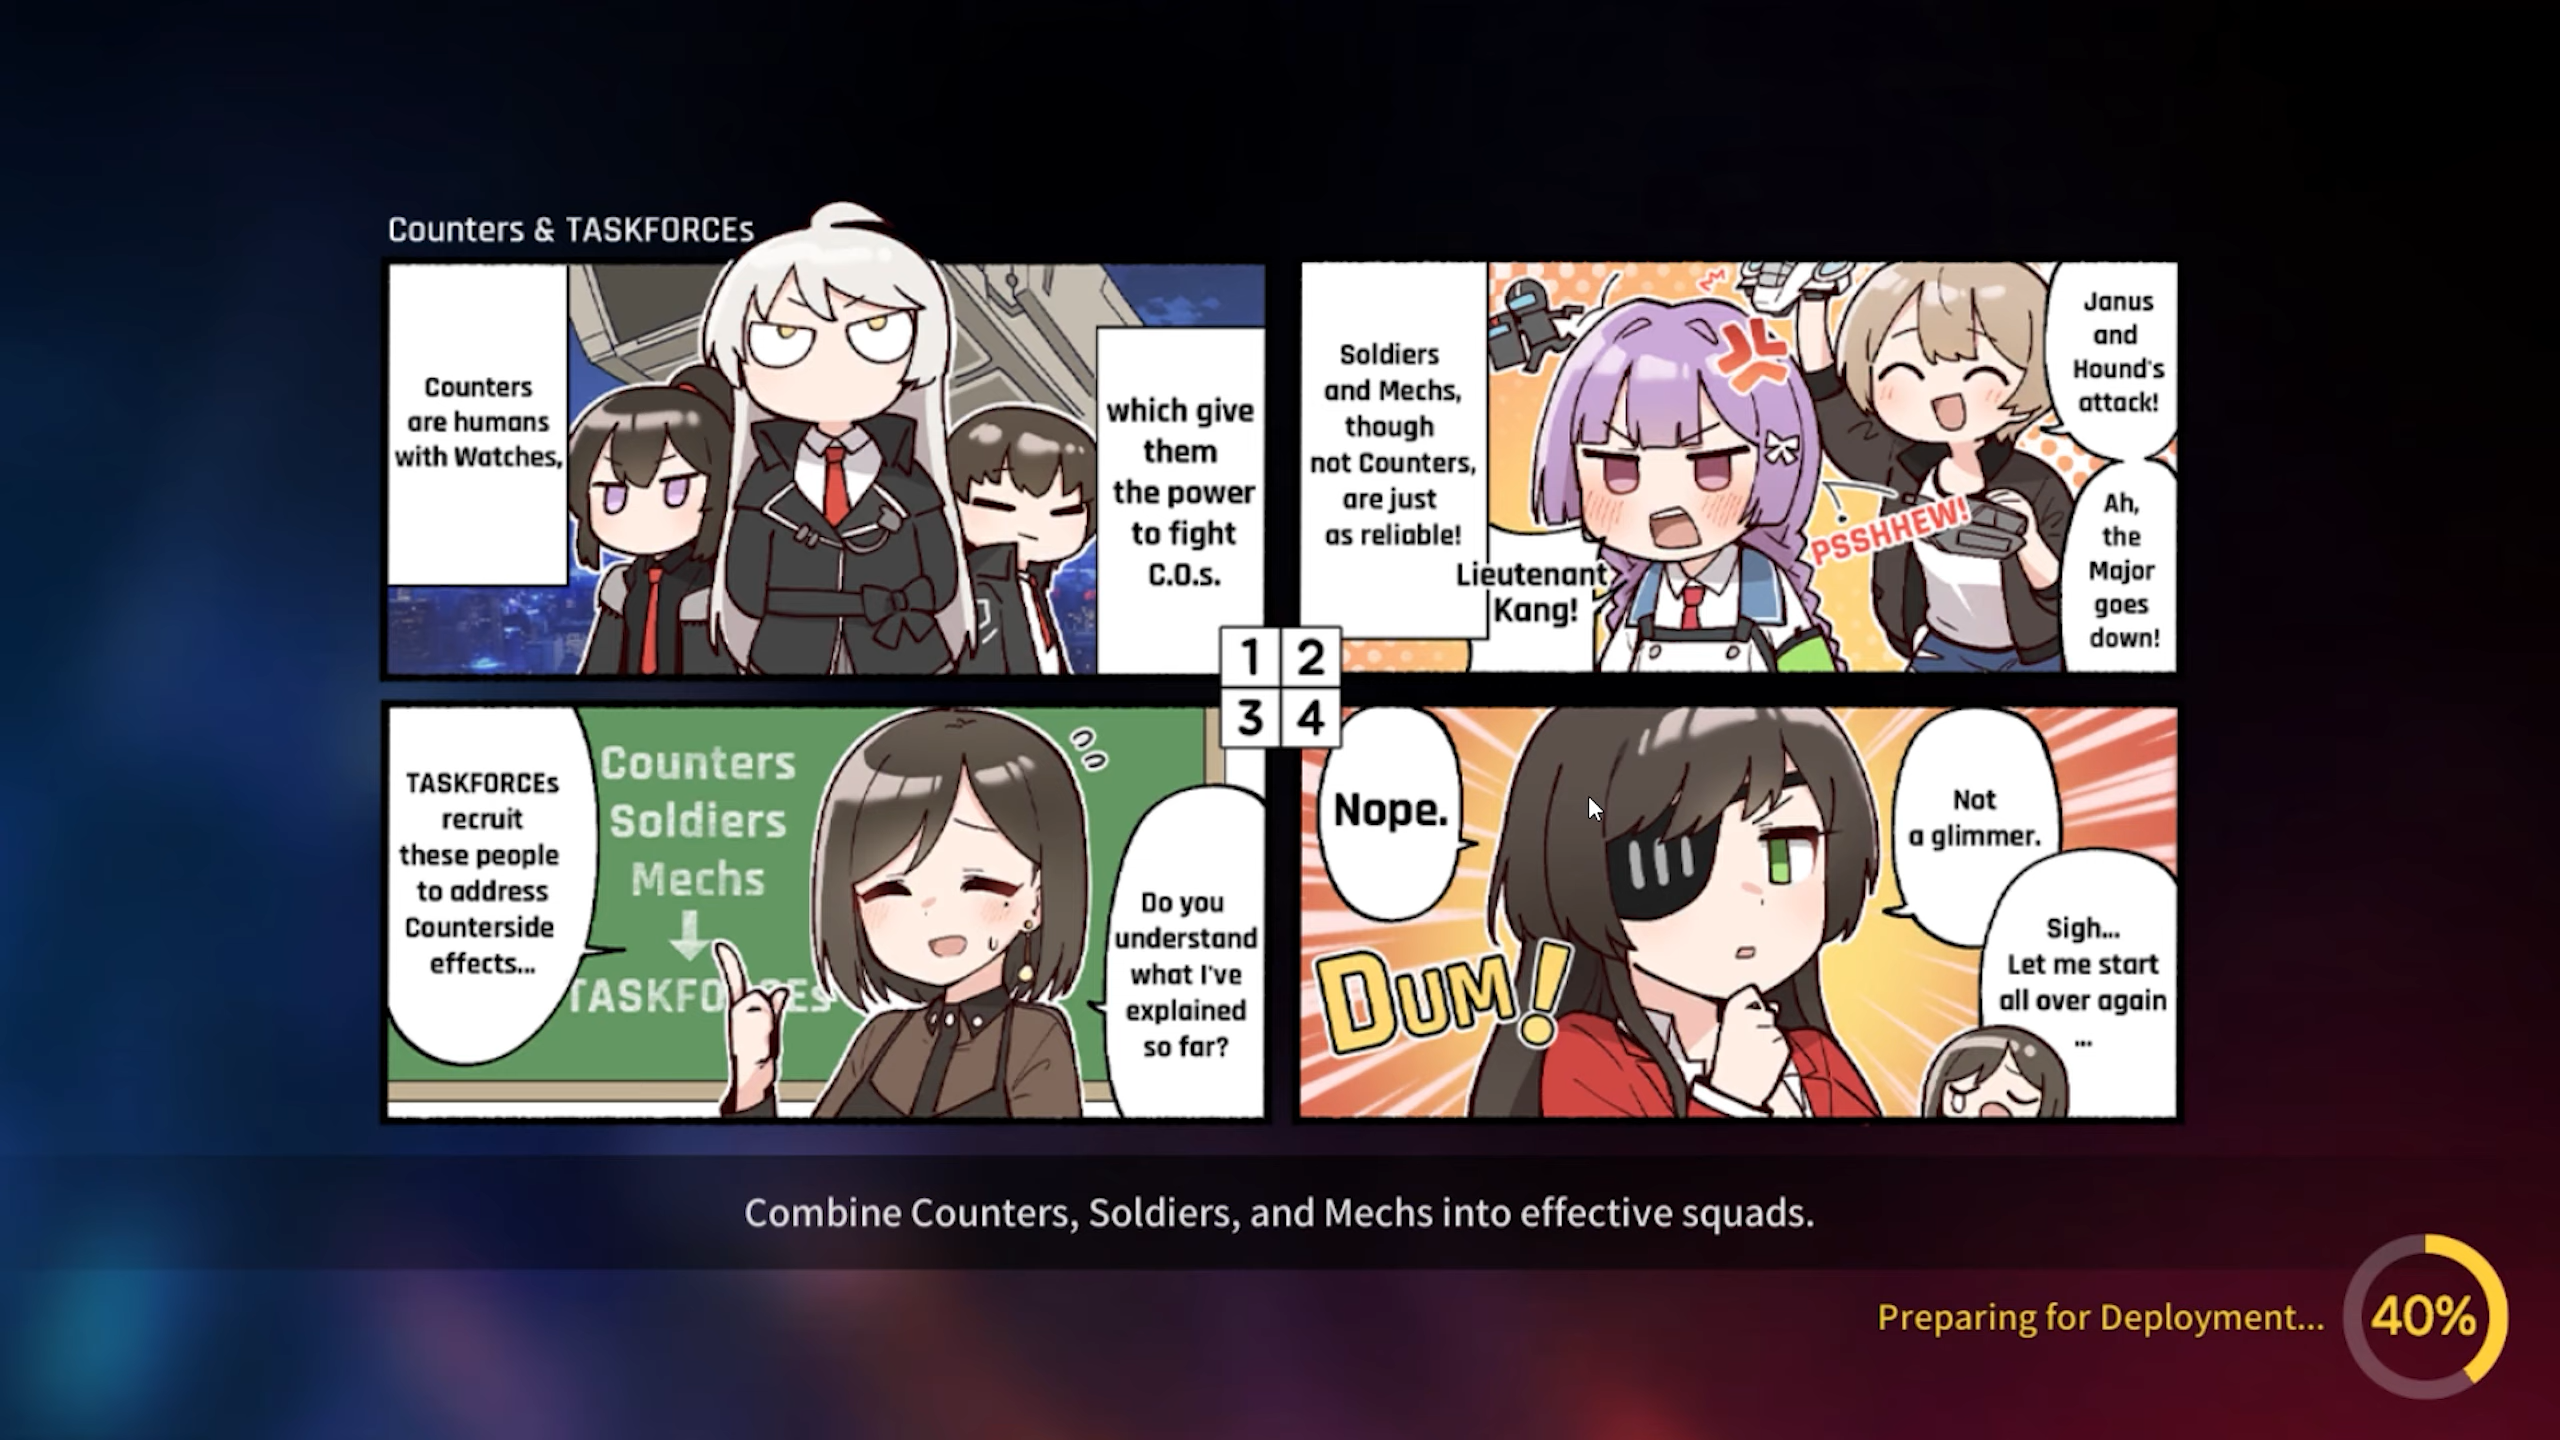 Counters & TASKFORCEs
Counters
are humans
with Watches,
which give
them
the power
to fight
C.O.s.
Soldiers
and Mechs,
though
not Counters,
are just
as reliable!
Lieutenant
Kang!
PSSHHEW!
Janus
and
Hound's
attack!
Ah,
the
Major
goes
down!
1 2
3 4
TASKFORCEs
recruit
these people
to address
Counterside
effects...
Counters
Soldiers
Mechs
TASKFO Es
Do you
understand
what I've
explained
so far?
Nope.
DUM!
Not
a glimmer.
Sigh...
Let me start
all over again
...
Combine Counters, Soldiers, and Mechs into effective squads.
Preparing for Deployment...
40%